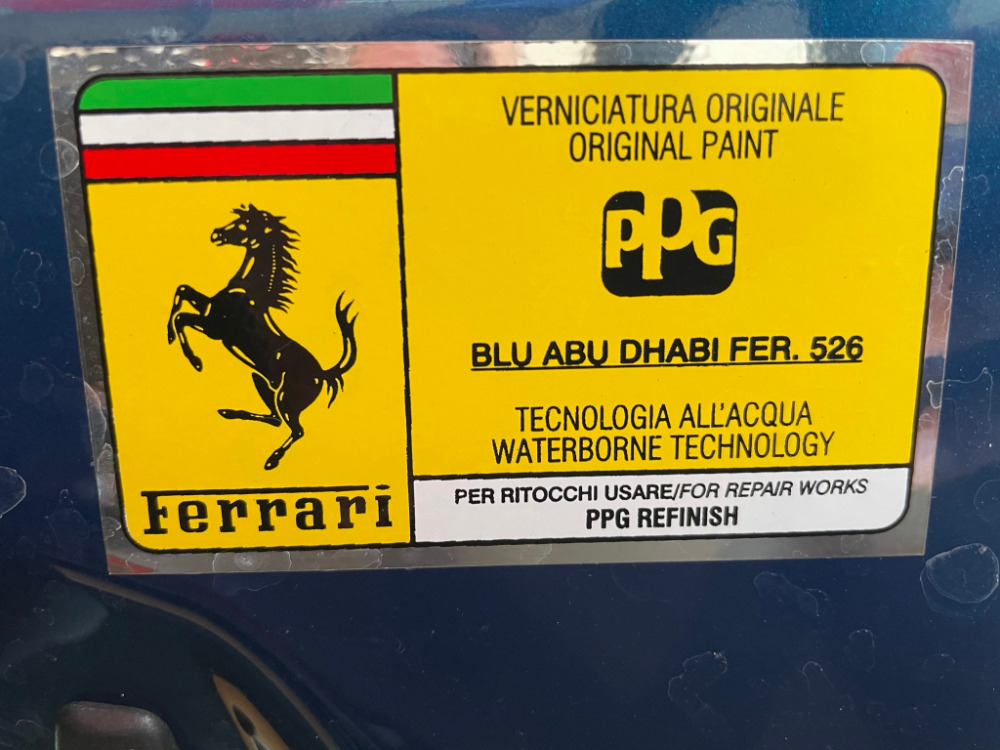 Ferrari
VERNICIATURA ORIGINALE
ORIGINAL PAINT
PPG
BLU ABU DHABI FER. 526
TECNOLOGIA ALL'ACQUA
WATERBORNE TECHNOLOGY
PER RITOCCHI USARE/FOR REPAIR WORKS
PPG REFINISH